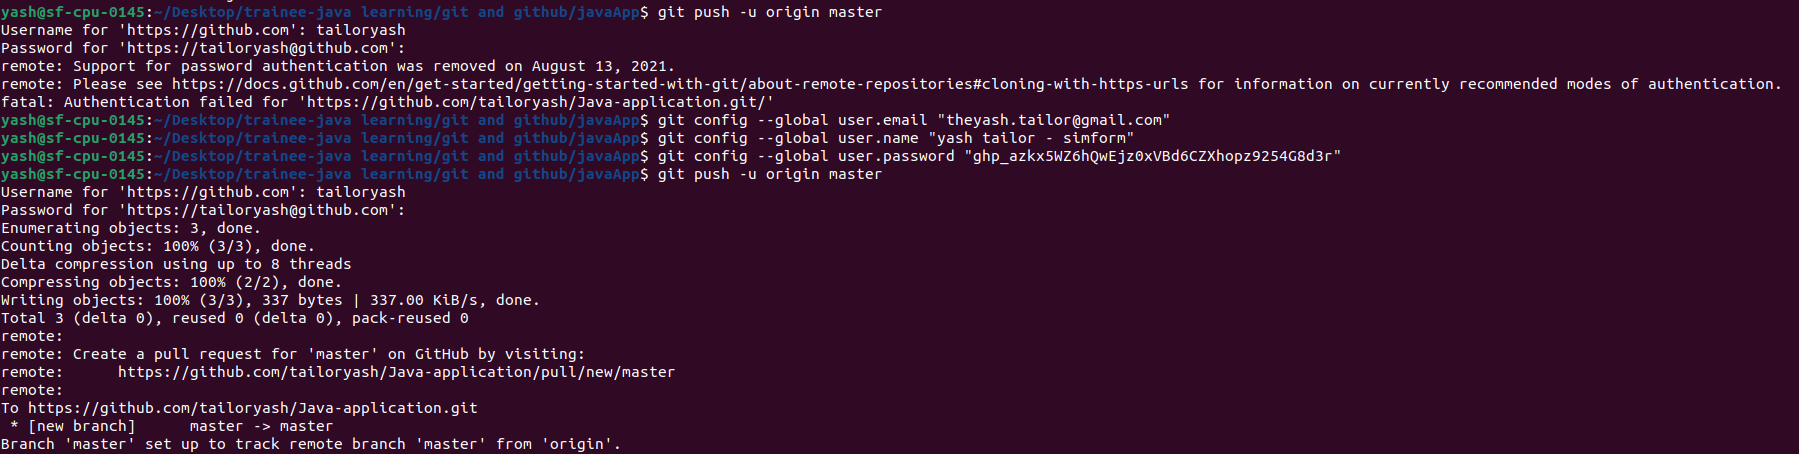 yash@sf-cpu-0145:~/Desktop/trainee-java learning/git and github/javaApp$ git push -u origin master
Username for 'https://github.com': tailoryash
Password for 'https://tailoryash@github.com':
remote: Support for password authentication was removed on August 13, 2021.
remote: Please see https://docs.github.com/en/get-started/getting-started-with-git/about-remote-repositories#cloning-with-https-urls for information on currently recommended modes of authentication.
fatal: Authentication failed for 'https://github.com/tailoryash/Java-application.git/'
yash@sf-cpu-0145:~/Desktop/trainee-java learning/git and github/javaApp$ git config --global user.email "theyash.tailor@gmail.com"
yash@sf-cpu-0145:~/Desktop/trainee-java learning/git and github/javaApp$ git config --global user.name "yash tailor - simform"
yash@sf-cpu-0145:~/Desktop/trainee-java learning/git and github/javaApp$ git config --global user.password "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"
yash@sf-cpu-0145:~/Desktop/trainee-java learning/git and github/javaApp$ git push -u origin master
Username for 'https://github.com': tailoryash
Password for 'https://tailoryash@github.com':
Enumerating objects: 3, done.
Counting objects: 100% (3/3), done.
Delta compression using up to 8 threads
Compressing objects: 100% (2/2), done.
Writing objects: 100% (3/3), 337 bytes | 337.00 KiB/s, done.
Total 3 (delta 0), reused 0 (delta 0), pack-reused 0
remote:
remote: Create a pull request for 'master' on GitHub by visiting:
remote:      https://github.com/tailoryash/Java-application/pull/new/master
remote:
To https://github.com/tailoryash/Java-application.git
 * [new branch]      master -> master
Branch 'master' set up to track remote branch 'master' from 'origin'.